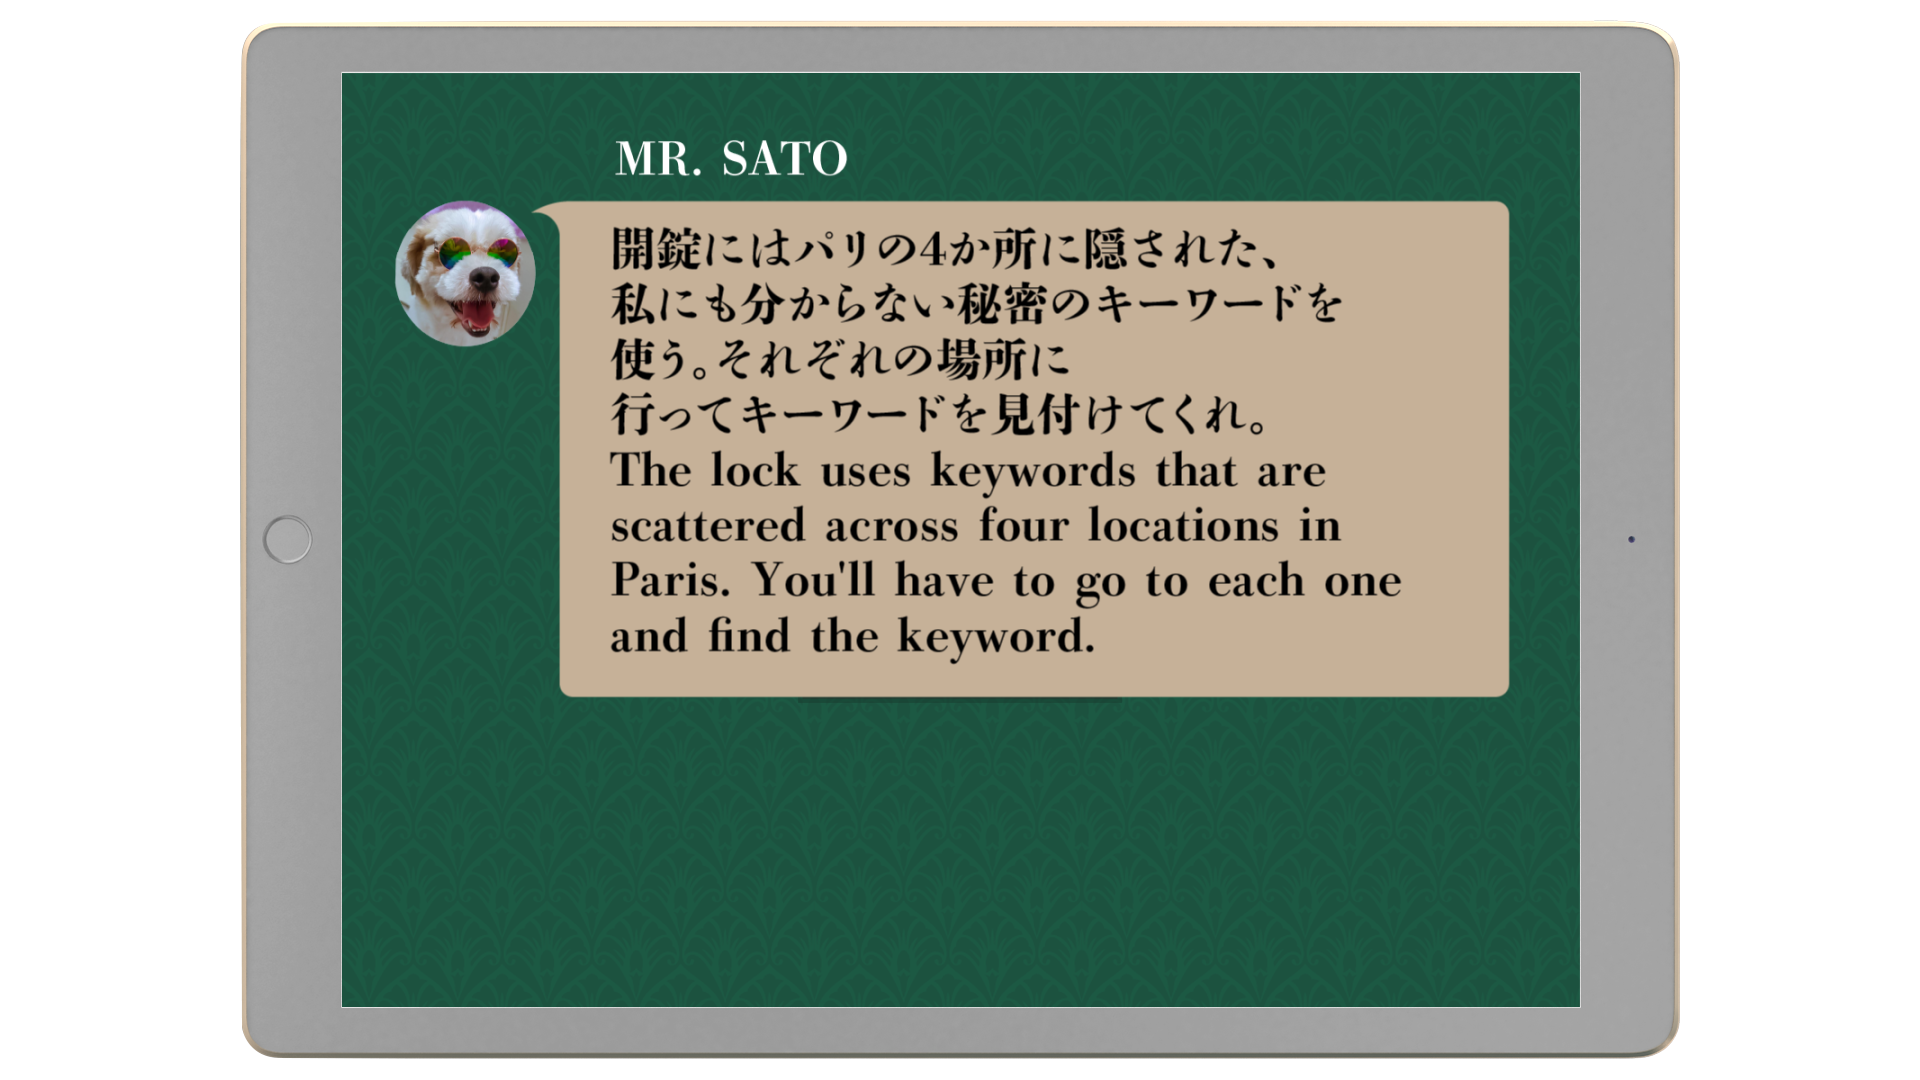 MR. SATO
開錠にはパリの4か所に隠された、
私にも分からない秘密のキーワードを
使う。それぞれの場所に
行ってキーワードを見付けてくれ。
The lock uses keywords that are
scattered across four locations in
Paris. You'll have to go to each one
and find the keyword.